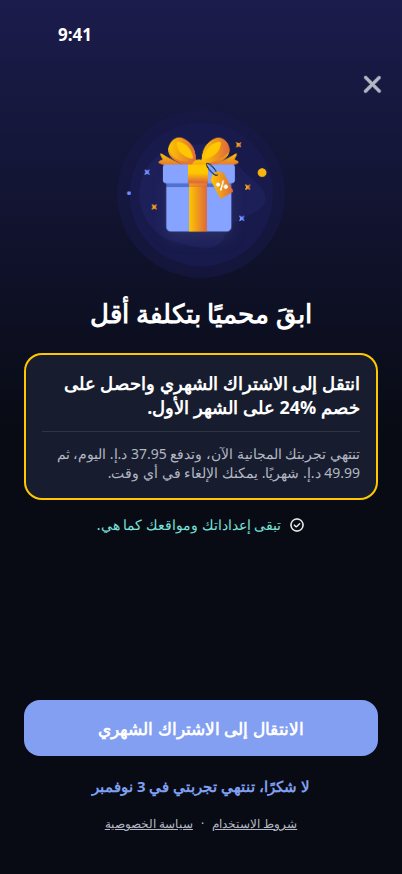 9:41
%
ابقَ محميًا بتكلفة أقل
انتقل إلى الاشتراك الشهري واحصل على
خصم 24% على الشهر الأول.
تنتهي تجربتك المجانية الآن، وتدفع 37.95 د.إ. اليوم، ثم
49.99 د.إ. شهريًا. يمكنك الإلغاء في أي وقت.
تبقى إعداداتك ومواقعك كما هي.
الانتقال إلى الاشتراك الشهري
لا شكرًا، تنتهي تجربتي في 3 نوفمبر
شروط الاستخدام · سياسة الخصوصية